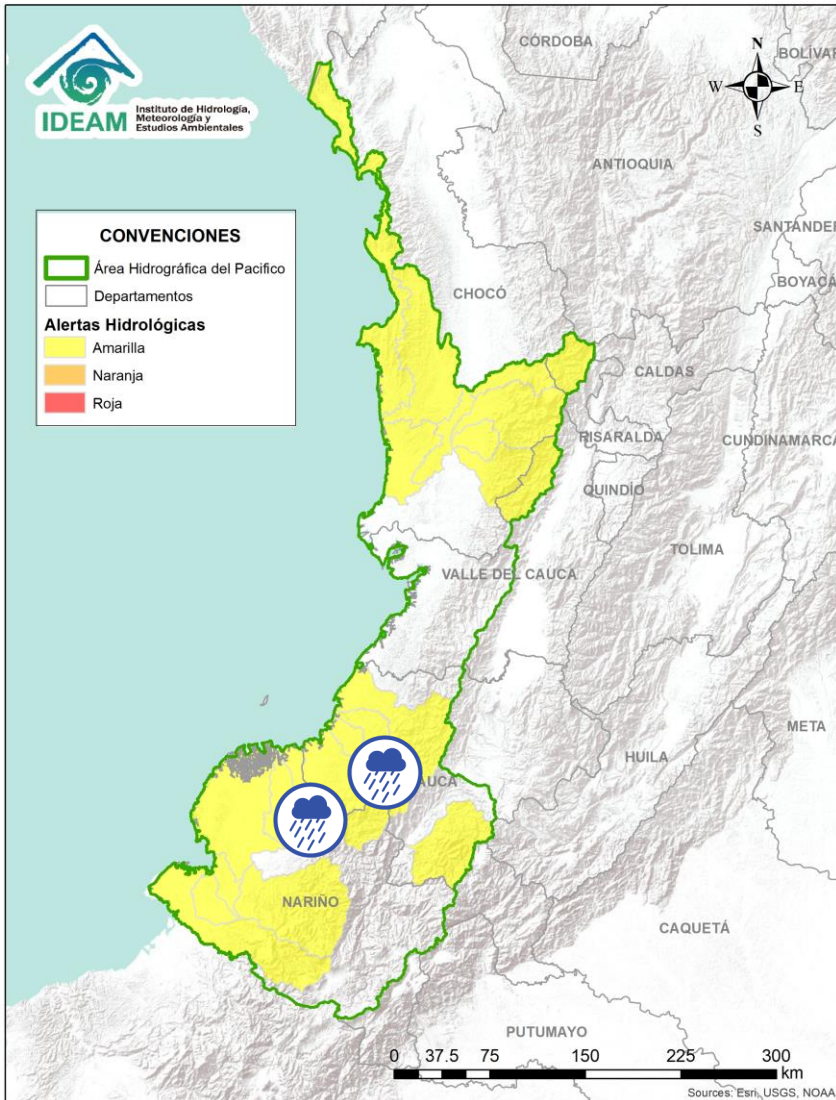 CÓRDOBA
BOLÍVAR
N
W E
S
IDEAM Instituto de Hidrología,
Meteorología y
Estudios Ambientales
ANTIOQUIA
SANTANDER
CONVENCIONES
Área Hidrográfica del Pacifico
Departamentos
Alertas Hidrológicas
Amarilla
Naranja
Roja
BOYACÁ
CHOCÓ
CALDAS
RISARALDA
CUNDINAMARCA
QUINDÍO
TOLIMA
VALLE DEL CAUCA
META
HUILA
AUCA
NARIÑO
CAQUETÁ
PUTUMAYO
0 37.5 75 150 225 300
km
Sources: Esri, USGS, NOAA